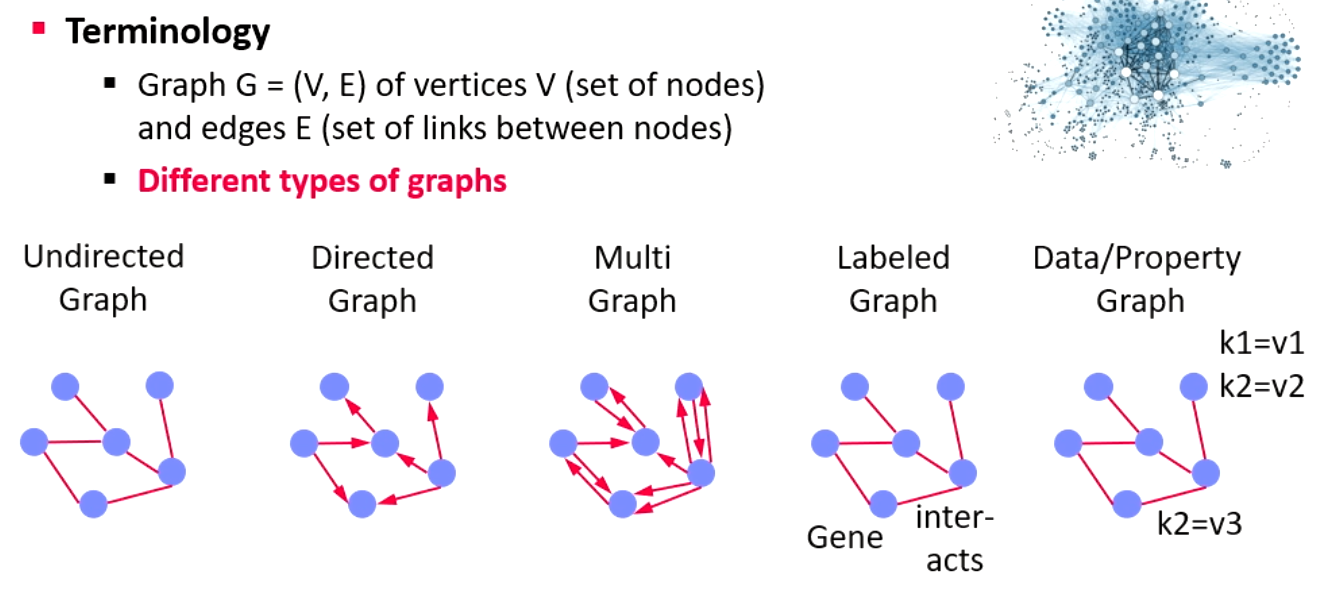 Terminology
Graph G = (V, E) of vertices V (set of nodes)
and edges E (set of links between nodes)
Different types of graphs
Undirected
Graph
Directed
Graph
Multi
Graph
Labeled
Graph
Data/Property
Graph
Gene
inter-
acts
k1=v1
k2=v2
k2=v3